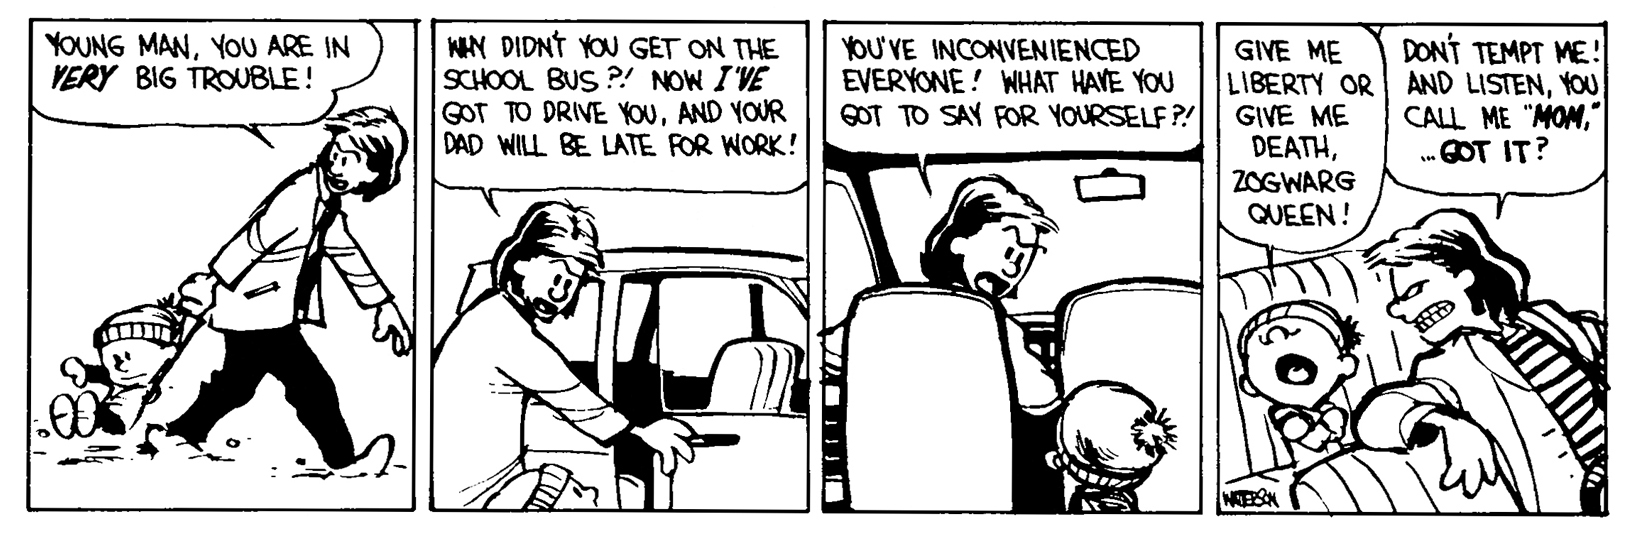 YOUNG MAN, YOU ARE IN
VERY BIG TROUBLE!
WHY DIDN'T YOU GET ON THE
SCHOOL BUS?! NOW I'VE
GOT TO DRIVE YOU, AND YOUR
DAD WILL BE LATE FOR WORK!
YOU'VE INCONVENIENCED
EVERYONE! WHAT HAVE YOU
GOT TO SAY FOR YOURSELF?!
GIVE ME
LIBERTY OR
GIVE ME
DEATH,
ZOGWARG
QUEEN!
DON'T TEMPT ME!
AND LISTEN, YOU
CALL ME "MOM,"
...GOT IT?
WATTERSON